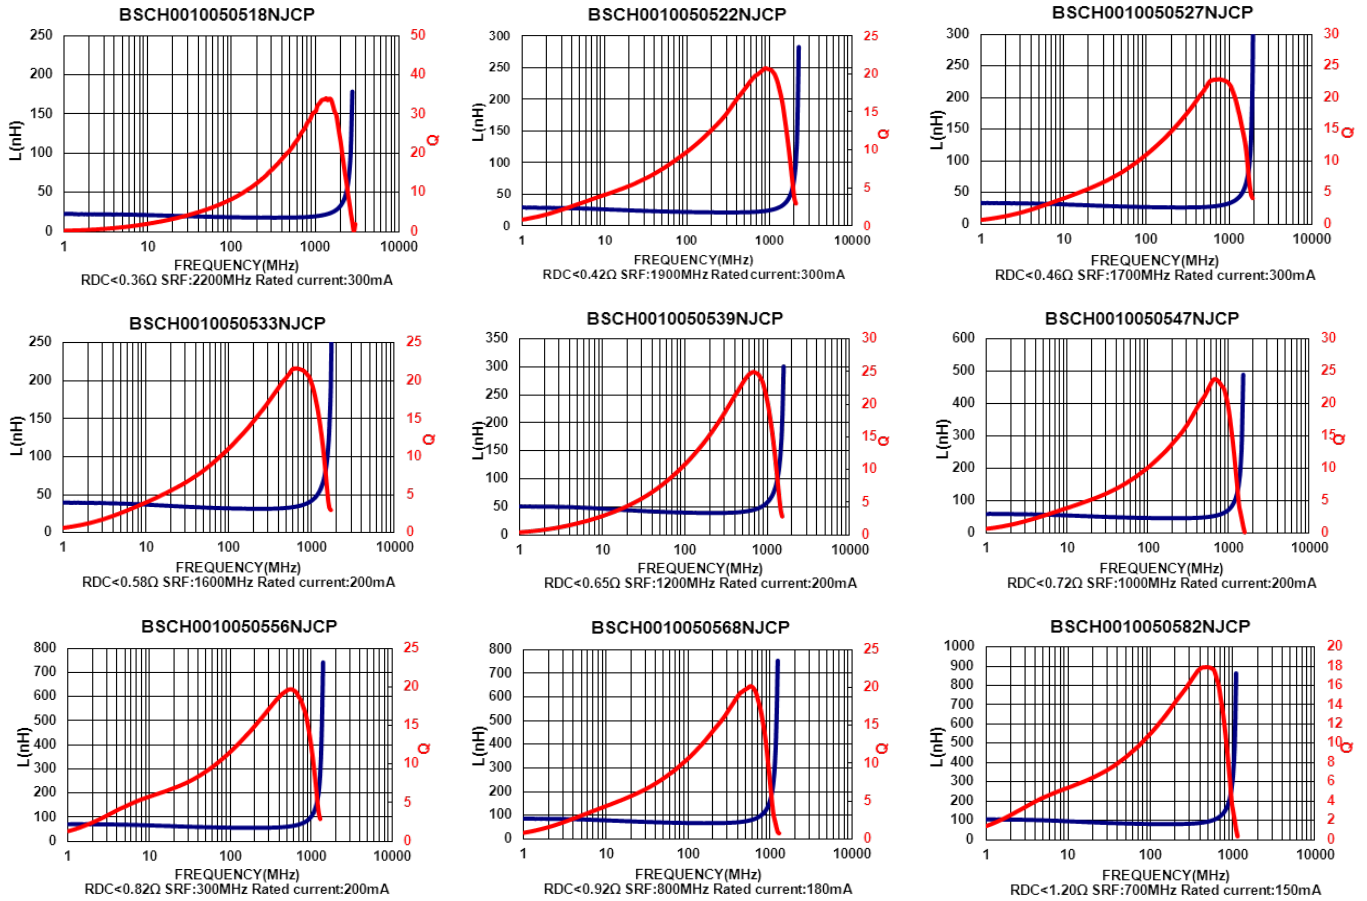 BSCH0010050518NJCP
250
200
150
100
50
0
L(nH)
50
40
30
20
10
0
Q
1 10 100 1000 10000
FREQUENCY(MHz)
RDC<0.36Ω SRF:2200MHz Rated current:300mA
BSCH0010050522NJCP
300
250
200
150
100
50
0
L(nH)
25
20
15
10
5
0
Q
1 10 100 1000 10000
FREQUENCY(MHz)
RDC<0.42Ω SRF:1900MHz Rated current:300mA
BSCH0010050527NJCP
300
250
200
150
100
50
0
L(nH)
30
25
20
15
10
5
0
Q
1 10 100 1000 10000
FREQUENCY(MHz)
RDC<0.46Ω SRF:1700MHz Rated current:300mA
BSCH0010050533NJCP
250
200
150
100
50
0
L(nH)
25
20
15
10
5
0
Q
1 10 100 1000 10000
FREQUENCY(MHz)
RDC<0.58Ω SRF:1600MHz Rated current:200mA
BSCH0010050539NJCP
350
300
250
200
150
100
50
0
L(nH)
30
25
20
15
10
5
0
Q
1 10 100 1000 10000
FREQUENCY(MHz)
RDC<0.65Ω SRF:1200MHz Rated current:200mA
BSCH0010050547NJCP
600
500
400
300
200
100
0
L(nH)
30
25
20
15
10
5
0
Q
1 10 100 1000 10000
FREQUENCY(MHz)
RDC<0.72Ω SRF:1000MHz Rated current:200mA
BSCH0010050556NJCP
800
700
600
500
400
300
200
100
0
L(nH)
25
20
15
10
5
0
Q
1 10 100 1000 10000
FREQUENCY(MHz)
RDC<0.82Ω SRF:300MHz Rated current:200mA
BSCH0010050568NJCP
800
700
600
500
400
300
200
100
0
L(nH)
25
20
15
10
5
0
Q
1 10 100 1000 10000
FREQUENCY(MHz)
RDC<0.92Ω SRF:800MHz Rated current:180mA
BSCH0010050582NJCP
1000
900
800
700
600
500
400
300
200
100
0
L(nH)
20
18
16
14
12
10
8
6
4
2
0
Q
1 10 100 1000 10000
FREQUENCY(MHz)
RDC<1.20Ω SRF:700MHz Rated current:150mA